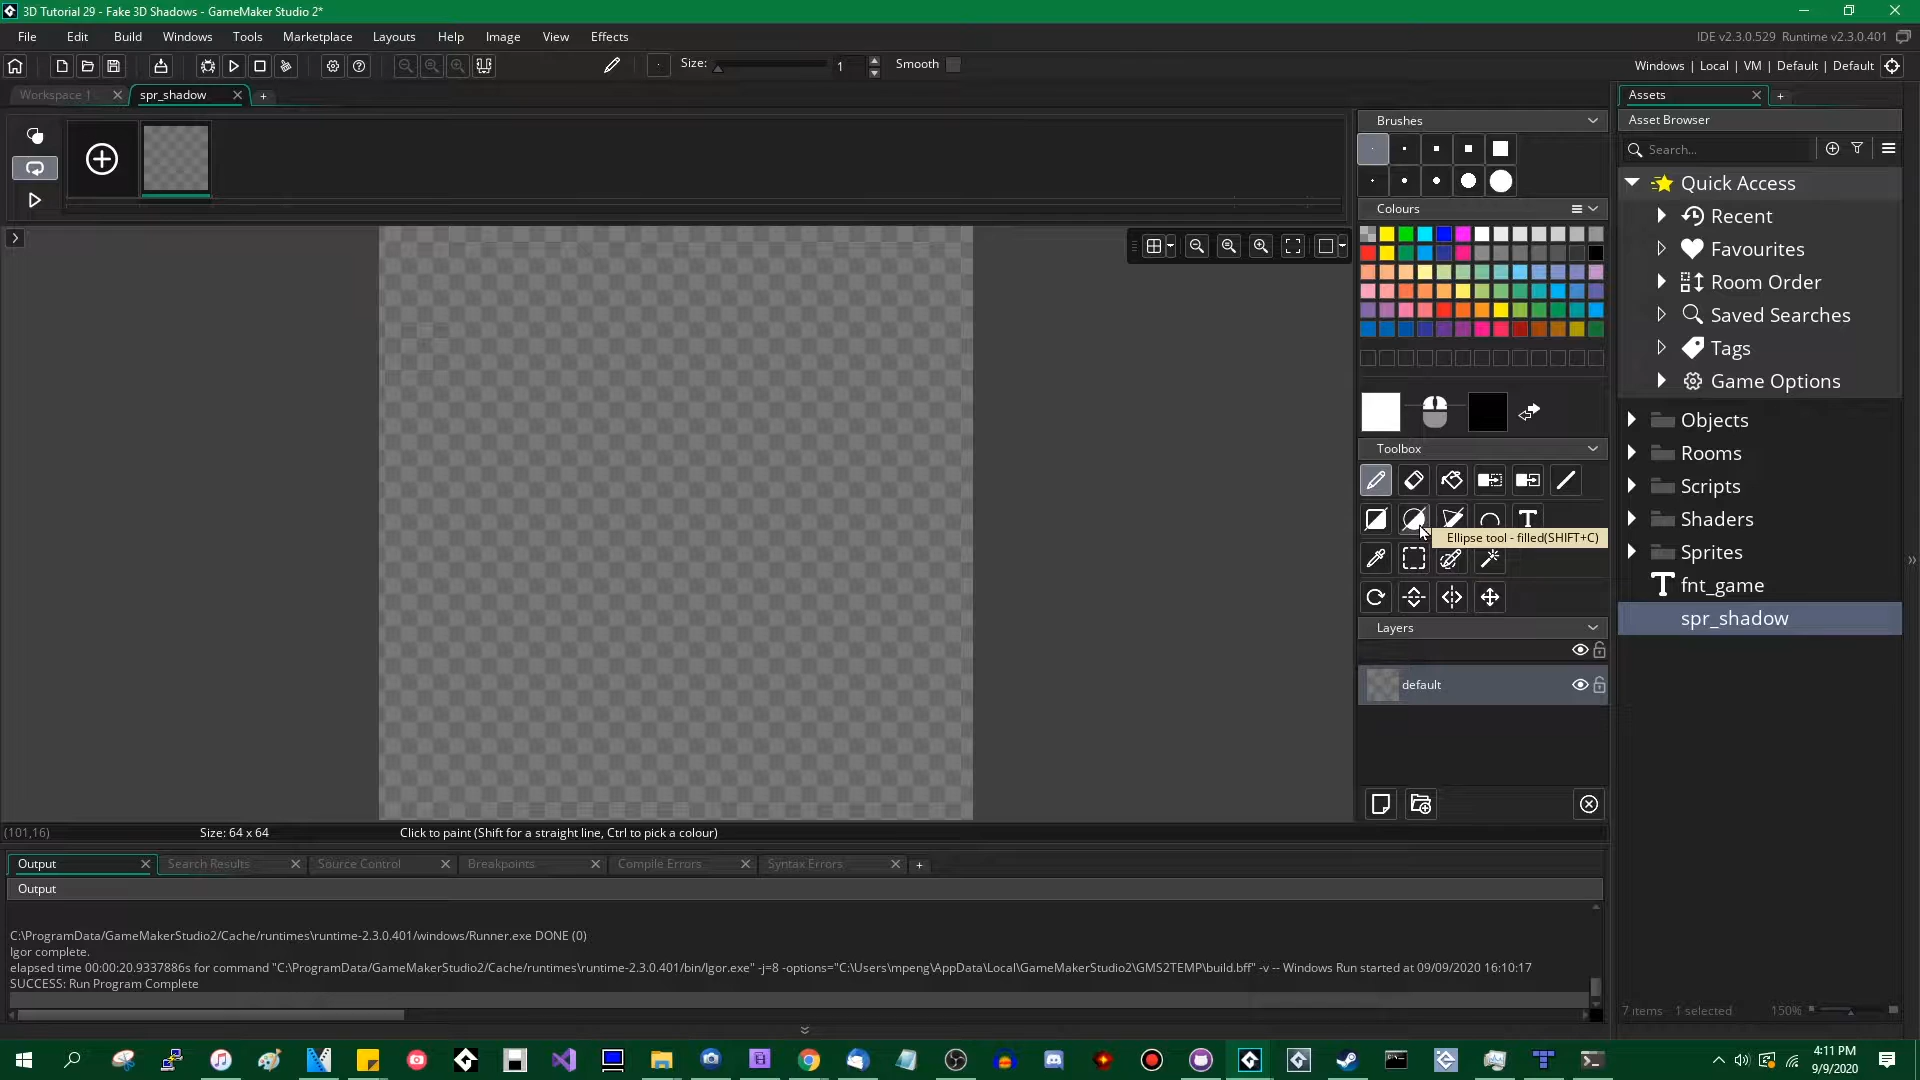 3D Tutorial 29 - Fake 3D Shadows - GameMaker Studio 2*
File Edit Build Windows Tools Marketplace Layouts Help Image View Effects
IDE v2.3.0.529 Runtime v2.3.0.401
Size: 1 Smooth
Windows | Local | VM | Default | Default
Workspace 1 spr_shadow
Assets
Brushes
Asset Browser
Search...
Quick Access
Colours
Recent
Favourites
Room Order
Saved Searches
Tags
Game Options
Objects
Toolbox
Rooms
Scripts
Shaders
Ellipse tool - filled(SHIFT+C)
Sprites
fnt_game
spr_shadow
Layers
default
(101,16) Size: 64 x 64 Click to paint (Shift for a straight line, Ctrl to pick a colour)
Output Search Results Source Control Breakpoints Compile Errors Syntax Errors
Output
C:\ProgramData/GameMakerStudio2/Cache/runtimes\runtime-2.3.0.401/windows/Runner.exe DONE (0)
Igor complete.
elapsed time 00:00:20.9337886s for command "C:\ProgramData/GameMakerStudio2/Cache/runtimes\runtime-2.3.0.401/bin/Igor.exe" -j=8 -options="C:\Users\mpeng\AppData\Local\GameMakerStudio2\GMS2TEMP\build.bff" -v -- Windows Run started at 09/09/2020 16:10:17
SUCCESS: Run Program Complete
7 items 1 selected 150%
4:11 PM
9/9/2020